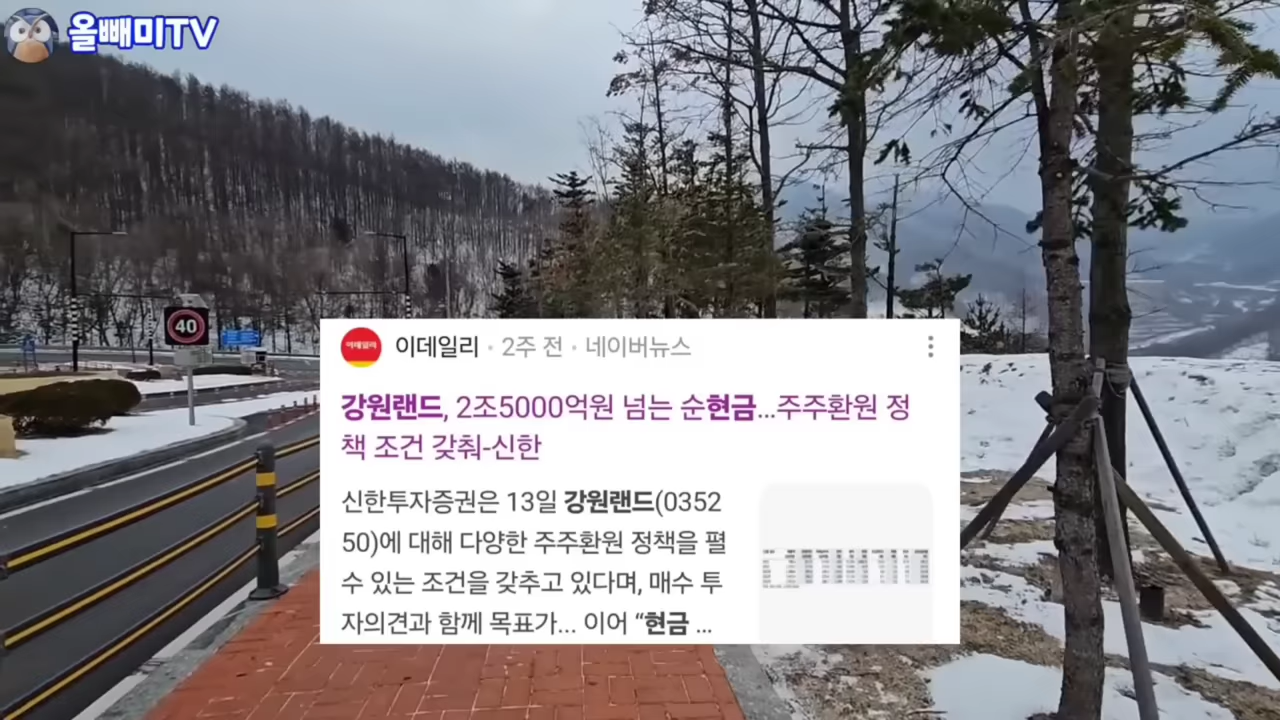 올빼미TV
40
이데일리
이데일리 · 2주 전 · 네이버뉴스
강원랜드, 2조5000억원 넘는 순현금...주주환원 정
책 조건 갖춰-신한
신한투자증권은 13일 강원랜드(0352
50)에 대해 다양한 주주환원 정책을 펼
수 있는 조건을 갖추고 있다며, 매수 투
자의견과 함께 목표가... 이어 “현금 ...